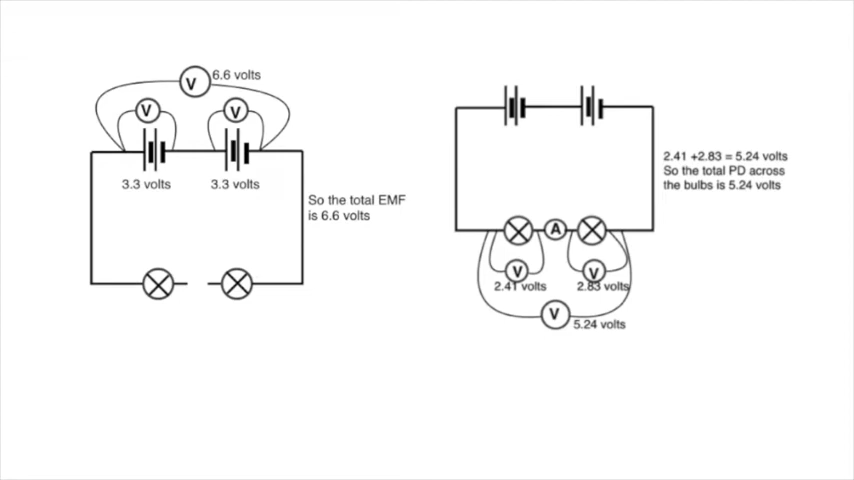 6.6 volts
V
V
V
3.3 volts
3.3 volts
So the total EMF
is 6.6 volts
2.41 +2.83 = 5.24 volts
So the total PD across
the bulbs is 5.24 volts
A
V
V
2.41 volts
2.83 volts
V
5.24 volts